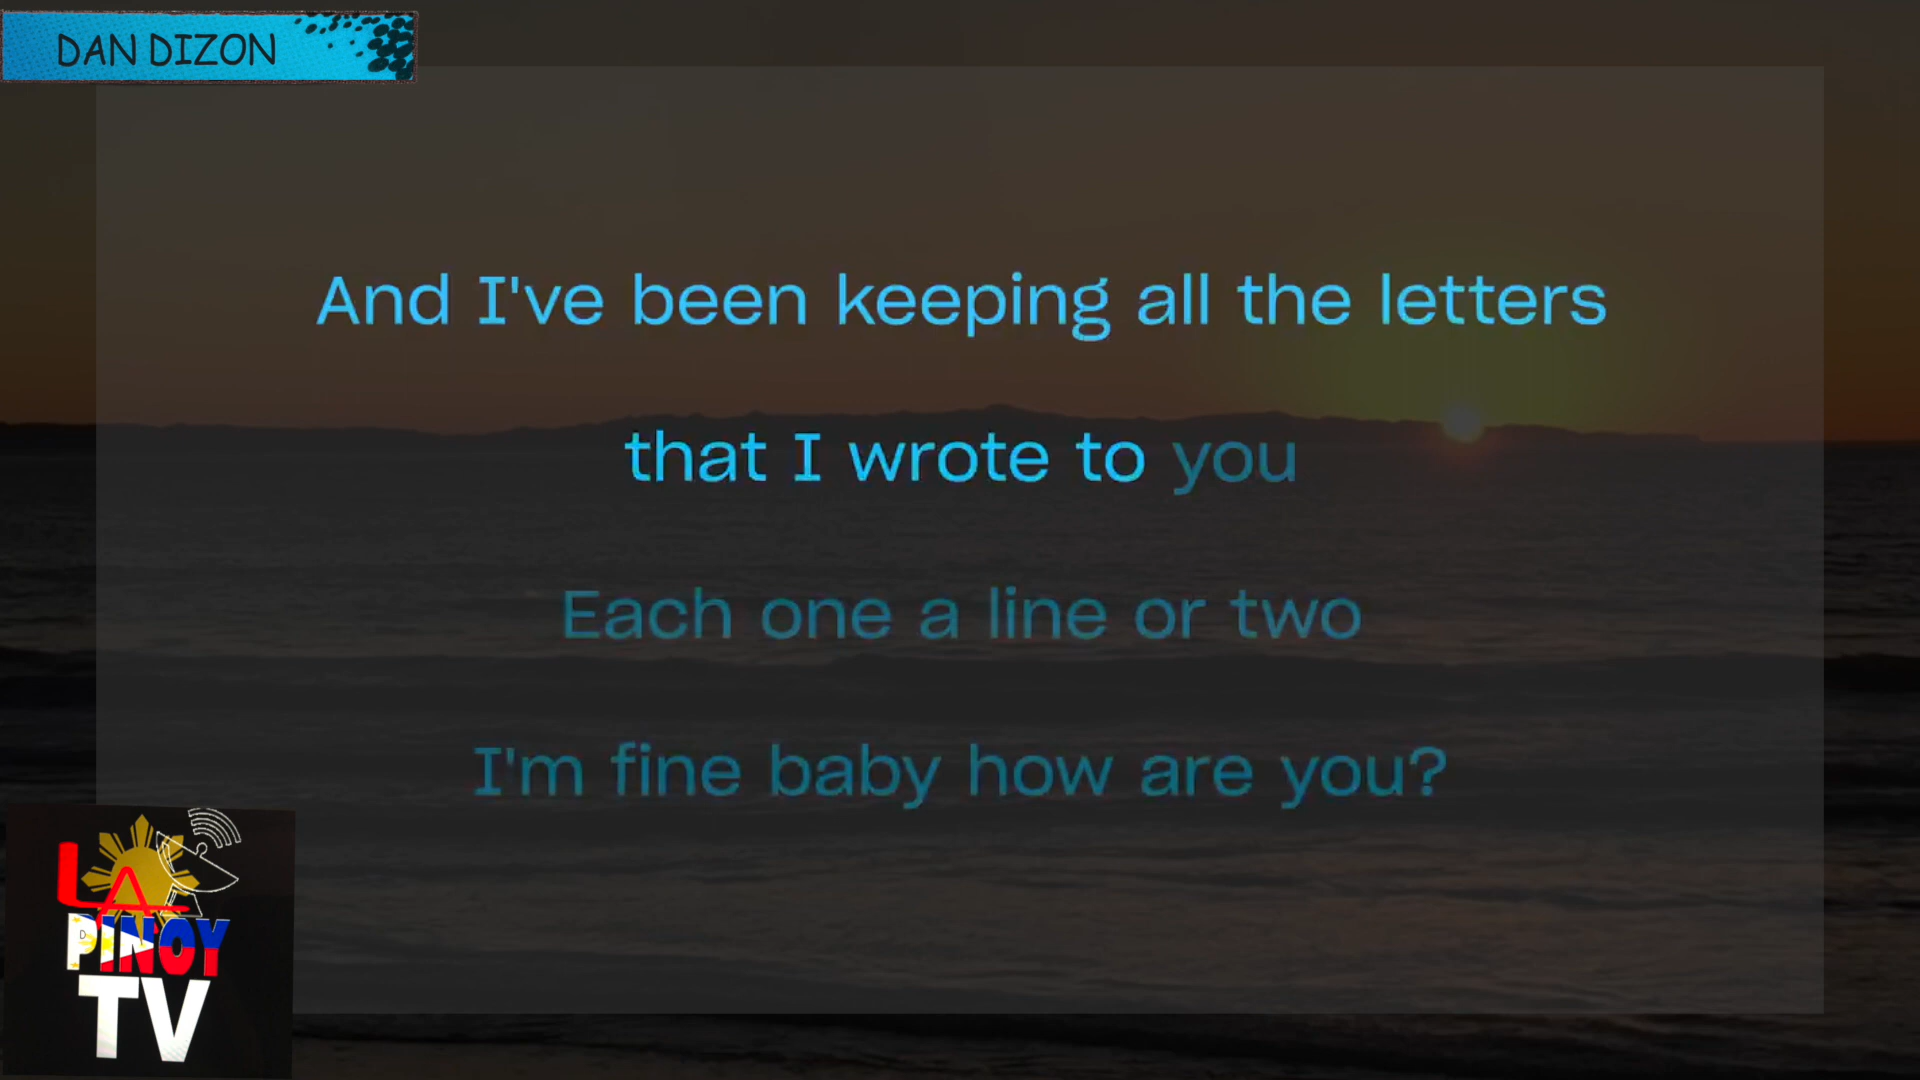 DAN DIZON
And I've been keeping all the letters
that I wrote to you
Each one a line or two
I'm fine baby how are you?
LA
PINOY
TV